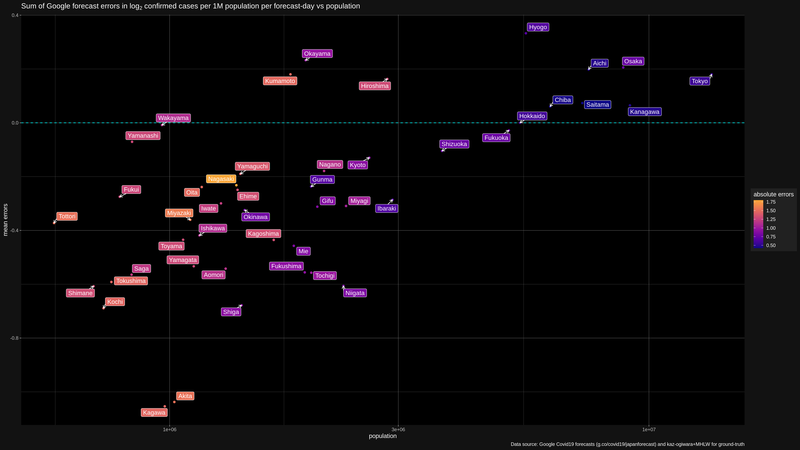 Sum of Google forecast errors in log2 confirmed cases per 1M population per forecast-day vs population
0.4
Hyogo
Okayama
Osaka
Aichi
Kumamoto
Tokyo
Hiroshima
Chiba
Saitama
Kanagawa
Hokkaido
Wakayama
0.0
Yamanashi
Fukuoka
Shizuoka
Nagano
Kyoto
Yamaguchi
Nagasaki
Gunma
Fukui
Oita
Ehime
Gifu
Miyagi
Iwate
Ibaraki
Miyazaki
Tottori
Okinawa
Ishikawa
Kagoshima
-0.4
Toyama
Mie
Yamagata
Fukushima
Saga
Aomori
Tochigi
Tokushima
Shimane
Niigata
Kochi
Shiga
-0.8
Akita
Kagawa
mean errors
absolute errors
1.75
1.50
1.25
1.00
0.75
0.50
1e+06
3e+06
1e+07
population
Data source: Google Covid19 forecasts (g.co/covid19/japanforecast) and kaz-ogiwara+MHLW for ground-truth